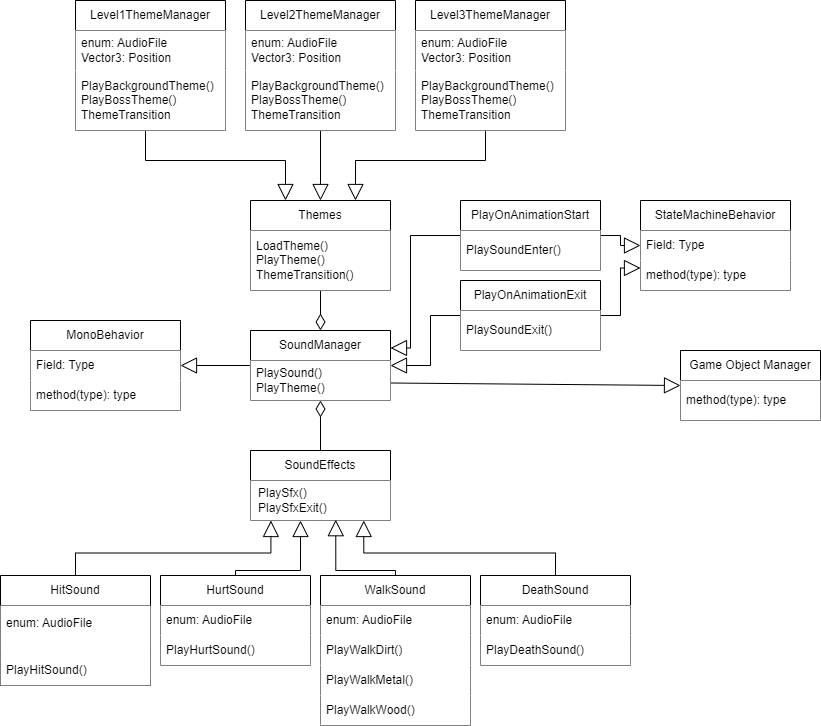 Level1ThemeManager
enum: AudioFile
Vector3: Position
PlayBackgroundTheme()
PlayBossTheme()
ThemeTransition
Level2ThemeManager
enum: AudioFile
Vector3: Position
PlayBackgroundTheme()
PlayBossTheme()
ThemeTransition
Level3ThemeManager
enum: AudioFile
Vector3: Position
PlayBackgroundTheme()
PlayBossTheme()
ThemeTransition
Themes
LoadTheme()
PlayTheme()
ThemeTransition()
PlayOnAnimationStart
PlaySoundEnter()
StateMachineBehavior
Field: Type
method(type): type
PlayOnAnimationExit
PlaySoundExit()
MonoBehavior
Field: Type
method(type): type
SoundManager
PlaySound()
PlayTheme()
Game Object Manager
method(type): type
SoundEffects
PlaySfx()
PlaySfxExit()
HitSound
enum: AudioFile
PlayHitSound()
HurtSound
enum: AudioFile
PlayHurtSound()
WalkSound
enum: AudioFile
PlayWalkDirt()
PlayWalkMetal()
PlayWalkWood()
DeathSound
enum: AudioFile
PlayDeathSound()